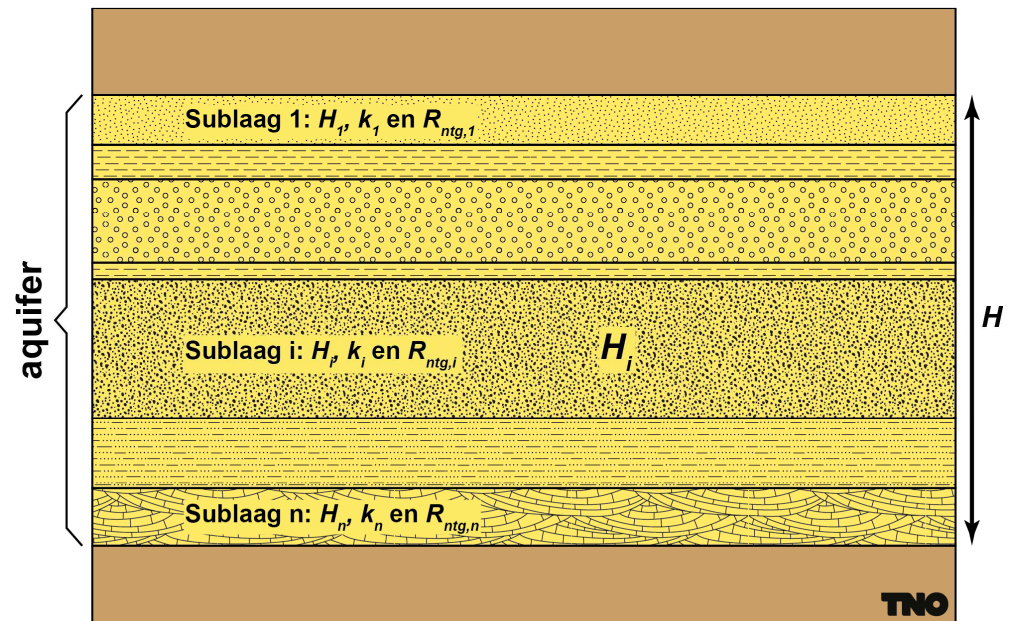 Sublaag 1: H1, k1 en Rntg,1
aquifer
H
Sublaag i: Hi, ki en Rntg,i
Hi
Sublaag n: Hn, kn en Rntg,n
TNO